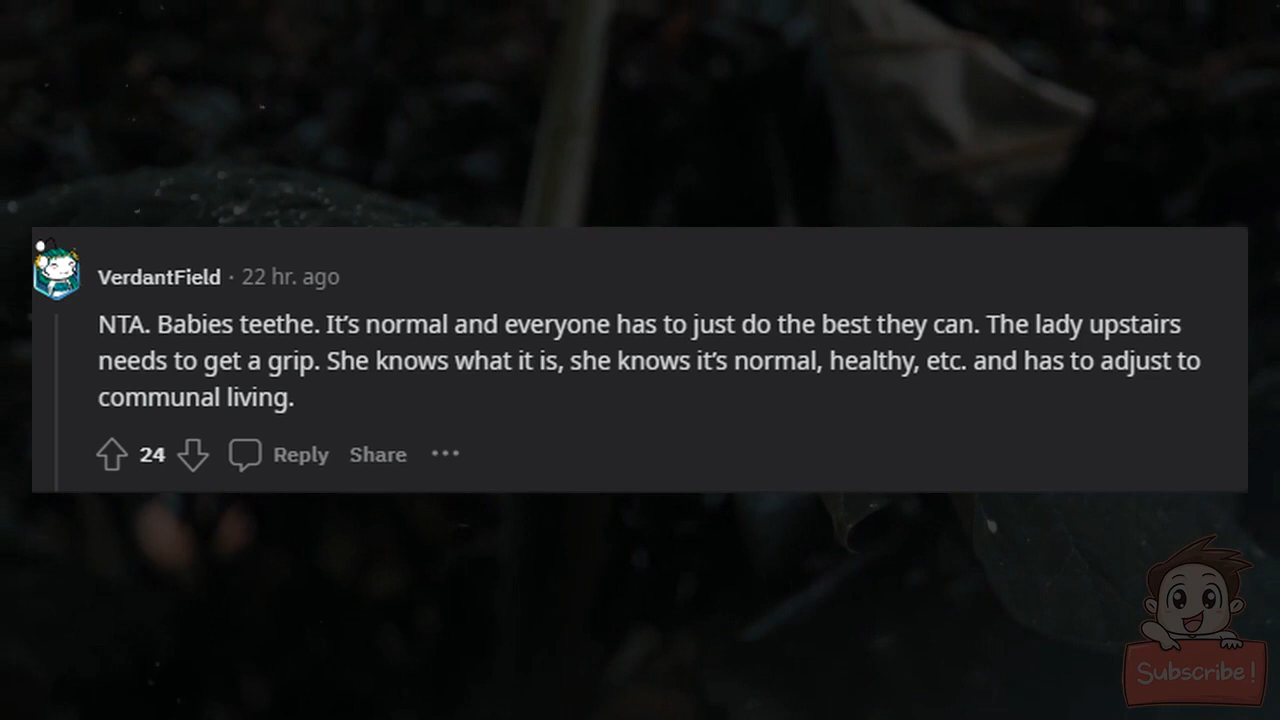 VerdantField · 22 hr. ago
NTA. Babies teethe. It’s normal and everyone has to just do the best they can. The lady upstairs
needs to get a grip. She knows what it is, she knows it’s normal, healthy, etc. and has to adjust to
communal living.
24 Reply Share ···
Subscribe!